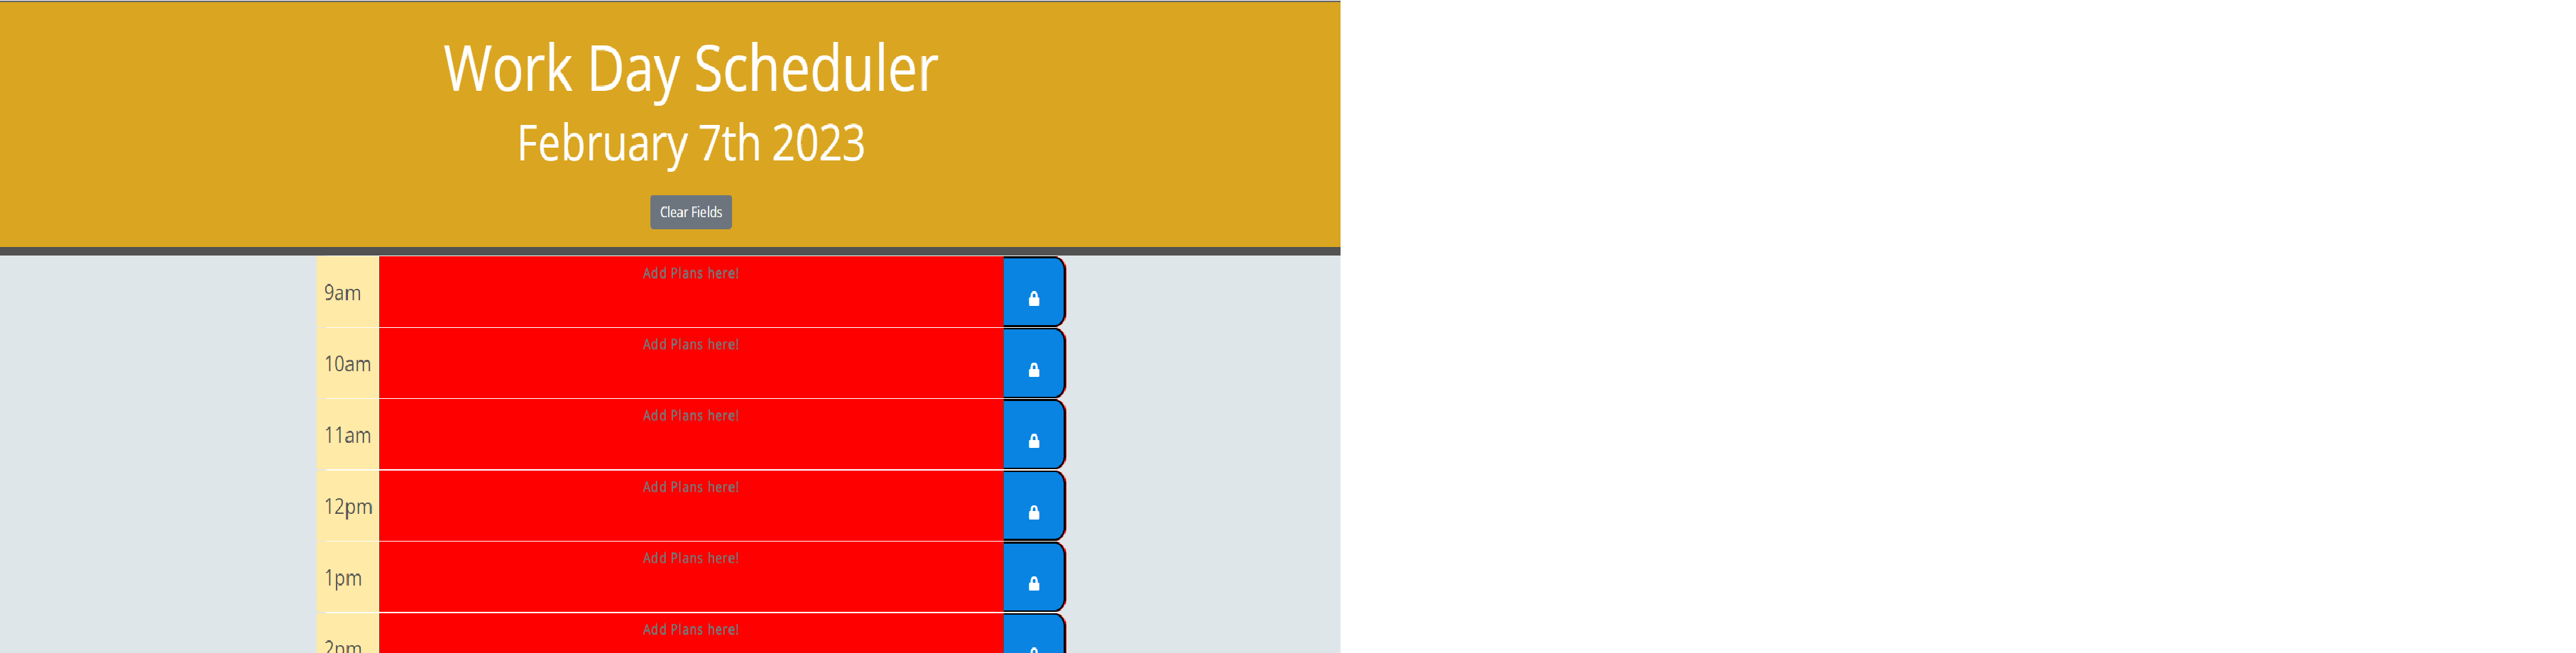 Work Day Scheduler
February 7th 2023
Clear Fields
9am Add Plans here!
10am Add Plans here!
11am Add Plans here!
12pm Add Plans here!
1pm Add Plans here!
2pm Add Plans here!